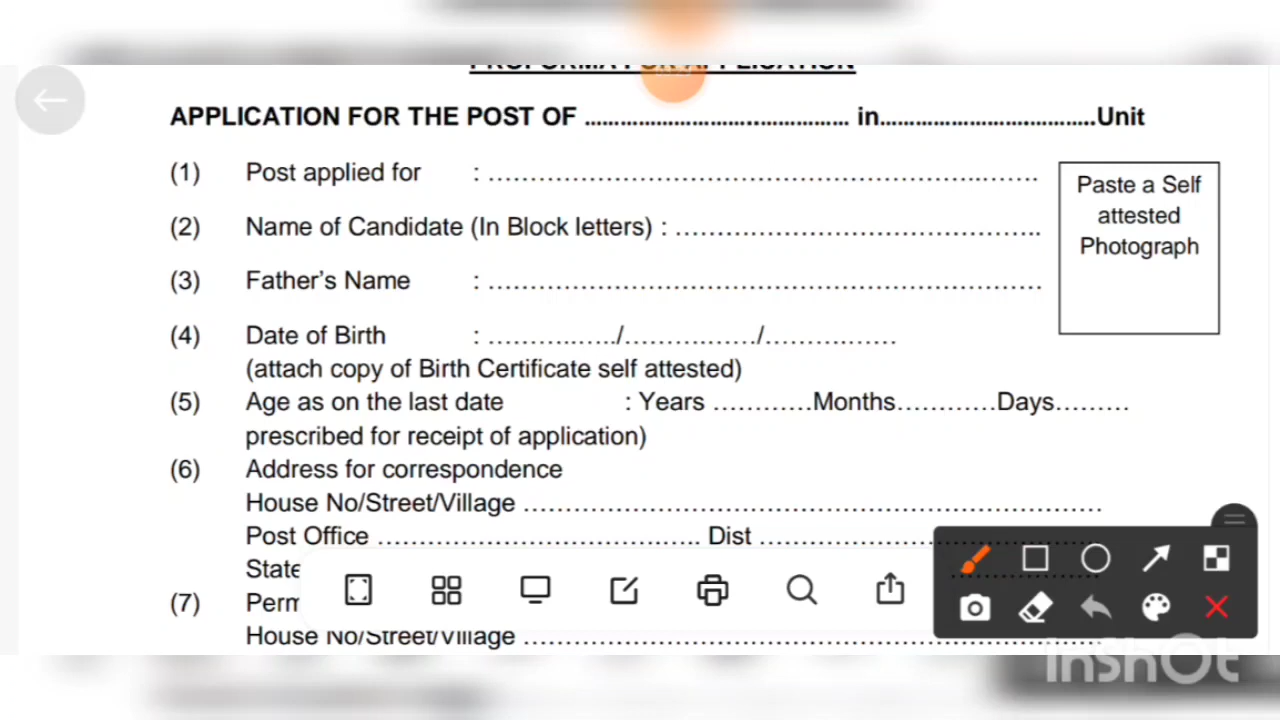 PROFORMA FOR APPLICATION
APPLICATION FOR THE POST OF ………………………..…………… in…………………….………..Unit
(1) Post applied for : …………………………………………………..…….
Paste a Self
attested
Photograph
(2) Name of Candidate (In Block letters) : ……………………………………..
(3) Father’s Name : ………………………………………………………….
(4) Date of Birth : ……………./……………./…………….
(attach copy of Birth Certificate self attested)
(5) Age as on the last date : Years …………Months…………Days………
prescribed for receipt of application)
(6) Address for correspondence
House No/Street/Village ……………………………………………………………
Post Office ………………………………… Dist ……………………………………
State
(7) Perm
House No/Street/Village ……………………………………………………………
InShOt